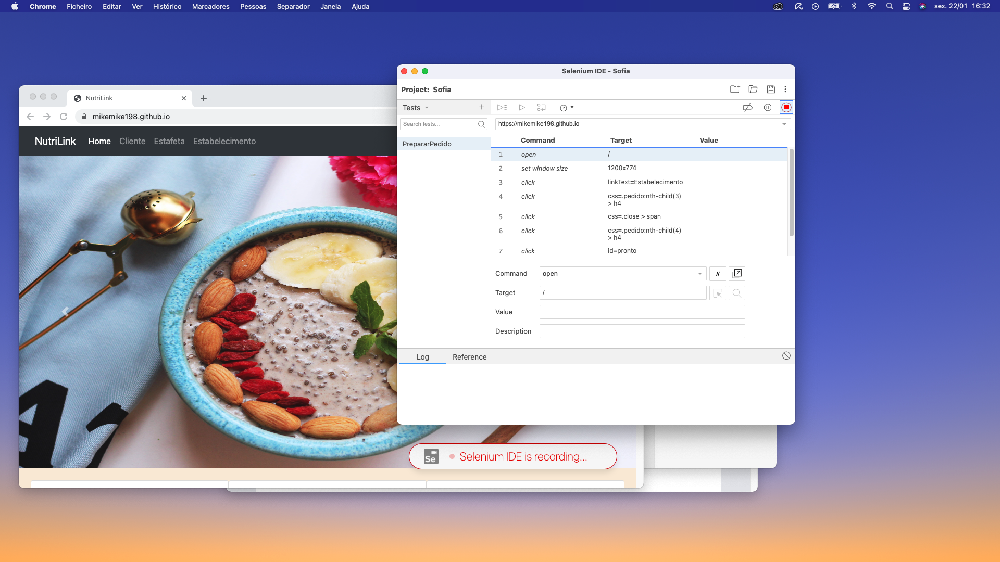 Chrome Ficheiro Editar Ver Histórico Marcadores Pessoas Separador Janela Ajuda
sex. 22/01 16:32
Selenium IDE - Sofia
Project: Sofia
Tests
Search tests...
PrepararPedido
https://mikemike198.github.io
Command Target Value
1 open /
2 set window size 1200x774
3 click linkText=Estabelecimento
4 click css=.pedido:nth-child(3)
> h4
5 click css=.close > span
6 click css=.pedido:nth-child(4)
> h4
7 click id=pronto
Command open //
Target /
Value
Description
Log Reference
NutriLink
mikemike198.github.io
NutriLink Home Cliente Estafeta Estabelecimento
Se Selenium IDE is recording...